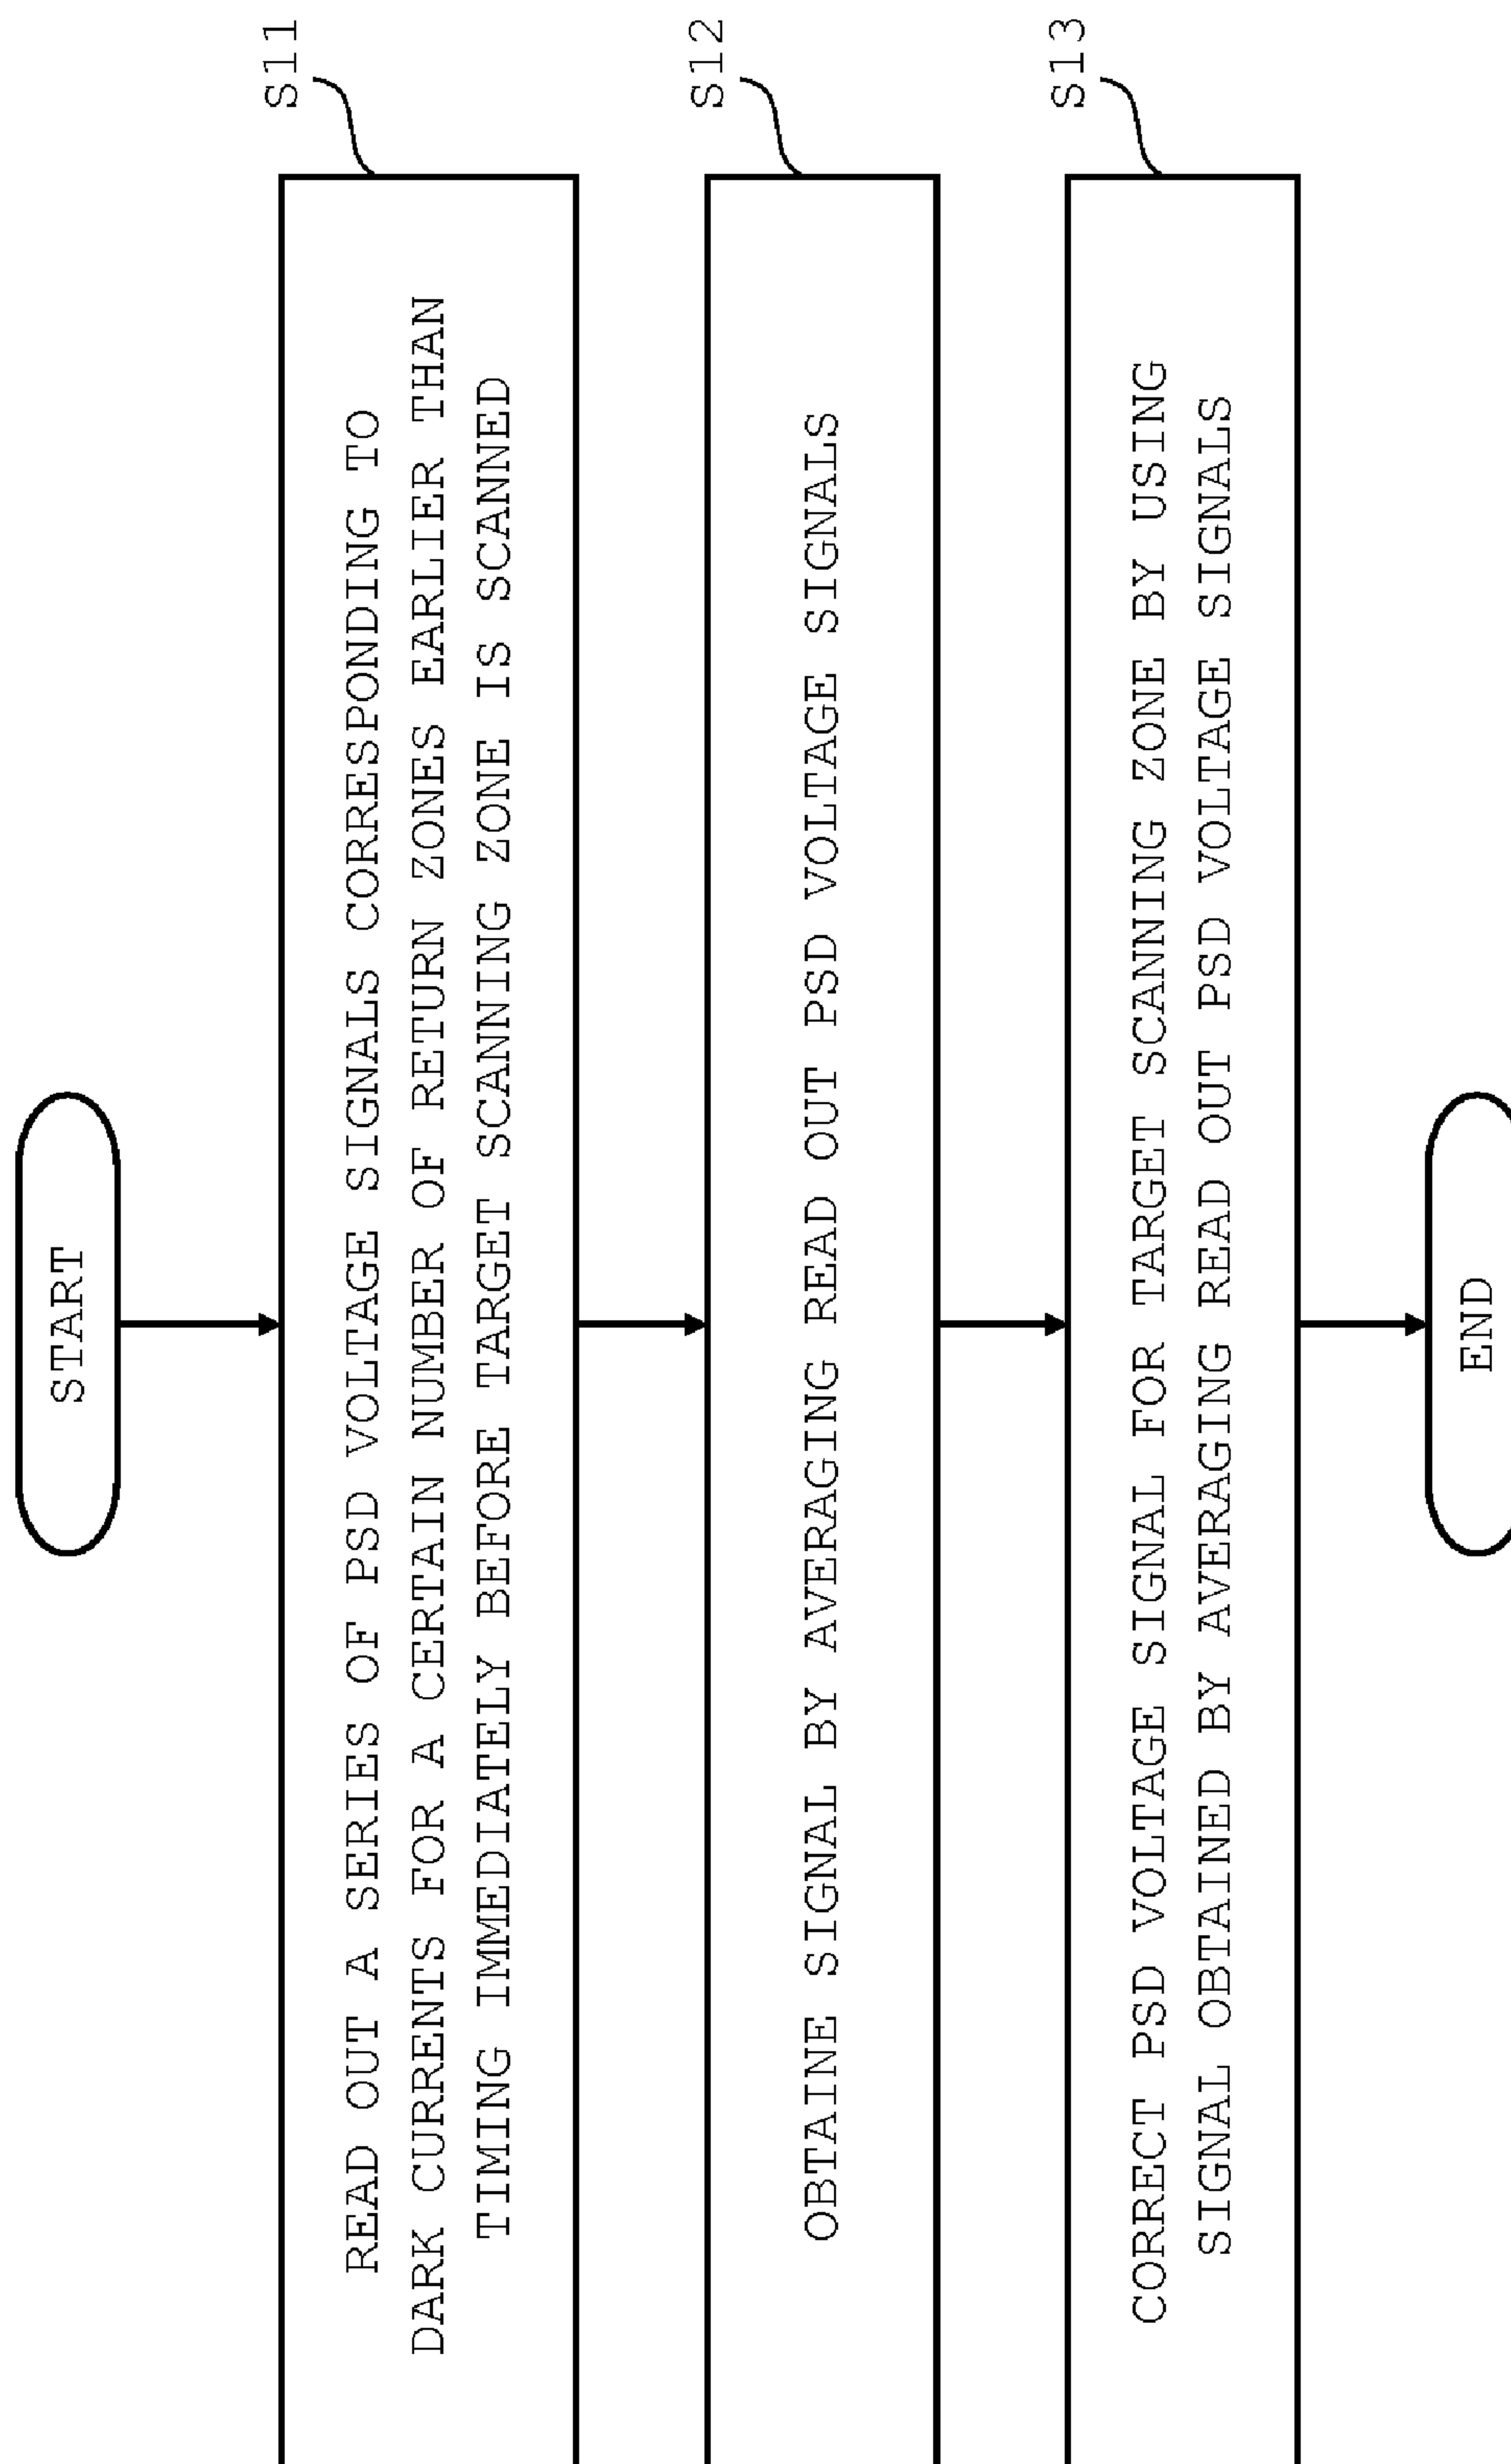 START
S11
READ OUT A SERIES OF PSD VOLTAGE SIGNALS CORRESPONDING TO
DARK CURRENTS FOR A CERTAIN NUMBER OF RETURN ZONES EARLIER THAN
TIMING IMMEDIATELY BEFORE TARGET SCANNING ZONE IS SCANNED
S12
OBTAINE SIGNAL BY AVERAGING READ OUT PSD VOLTAGE SIGNALS
S13
CORRECT PSD VOLTAGE SIGNAL FOR TARGET SCANNING ZONE BY USING
SIGNAL OBTAINED BY AVERAGING READ OUT PSD VOLTAGE SIGNALS
END